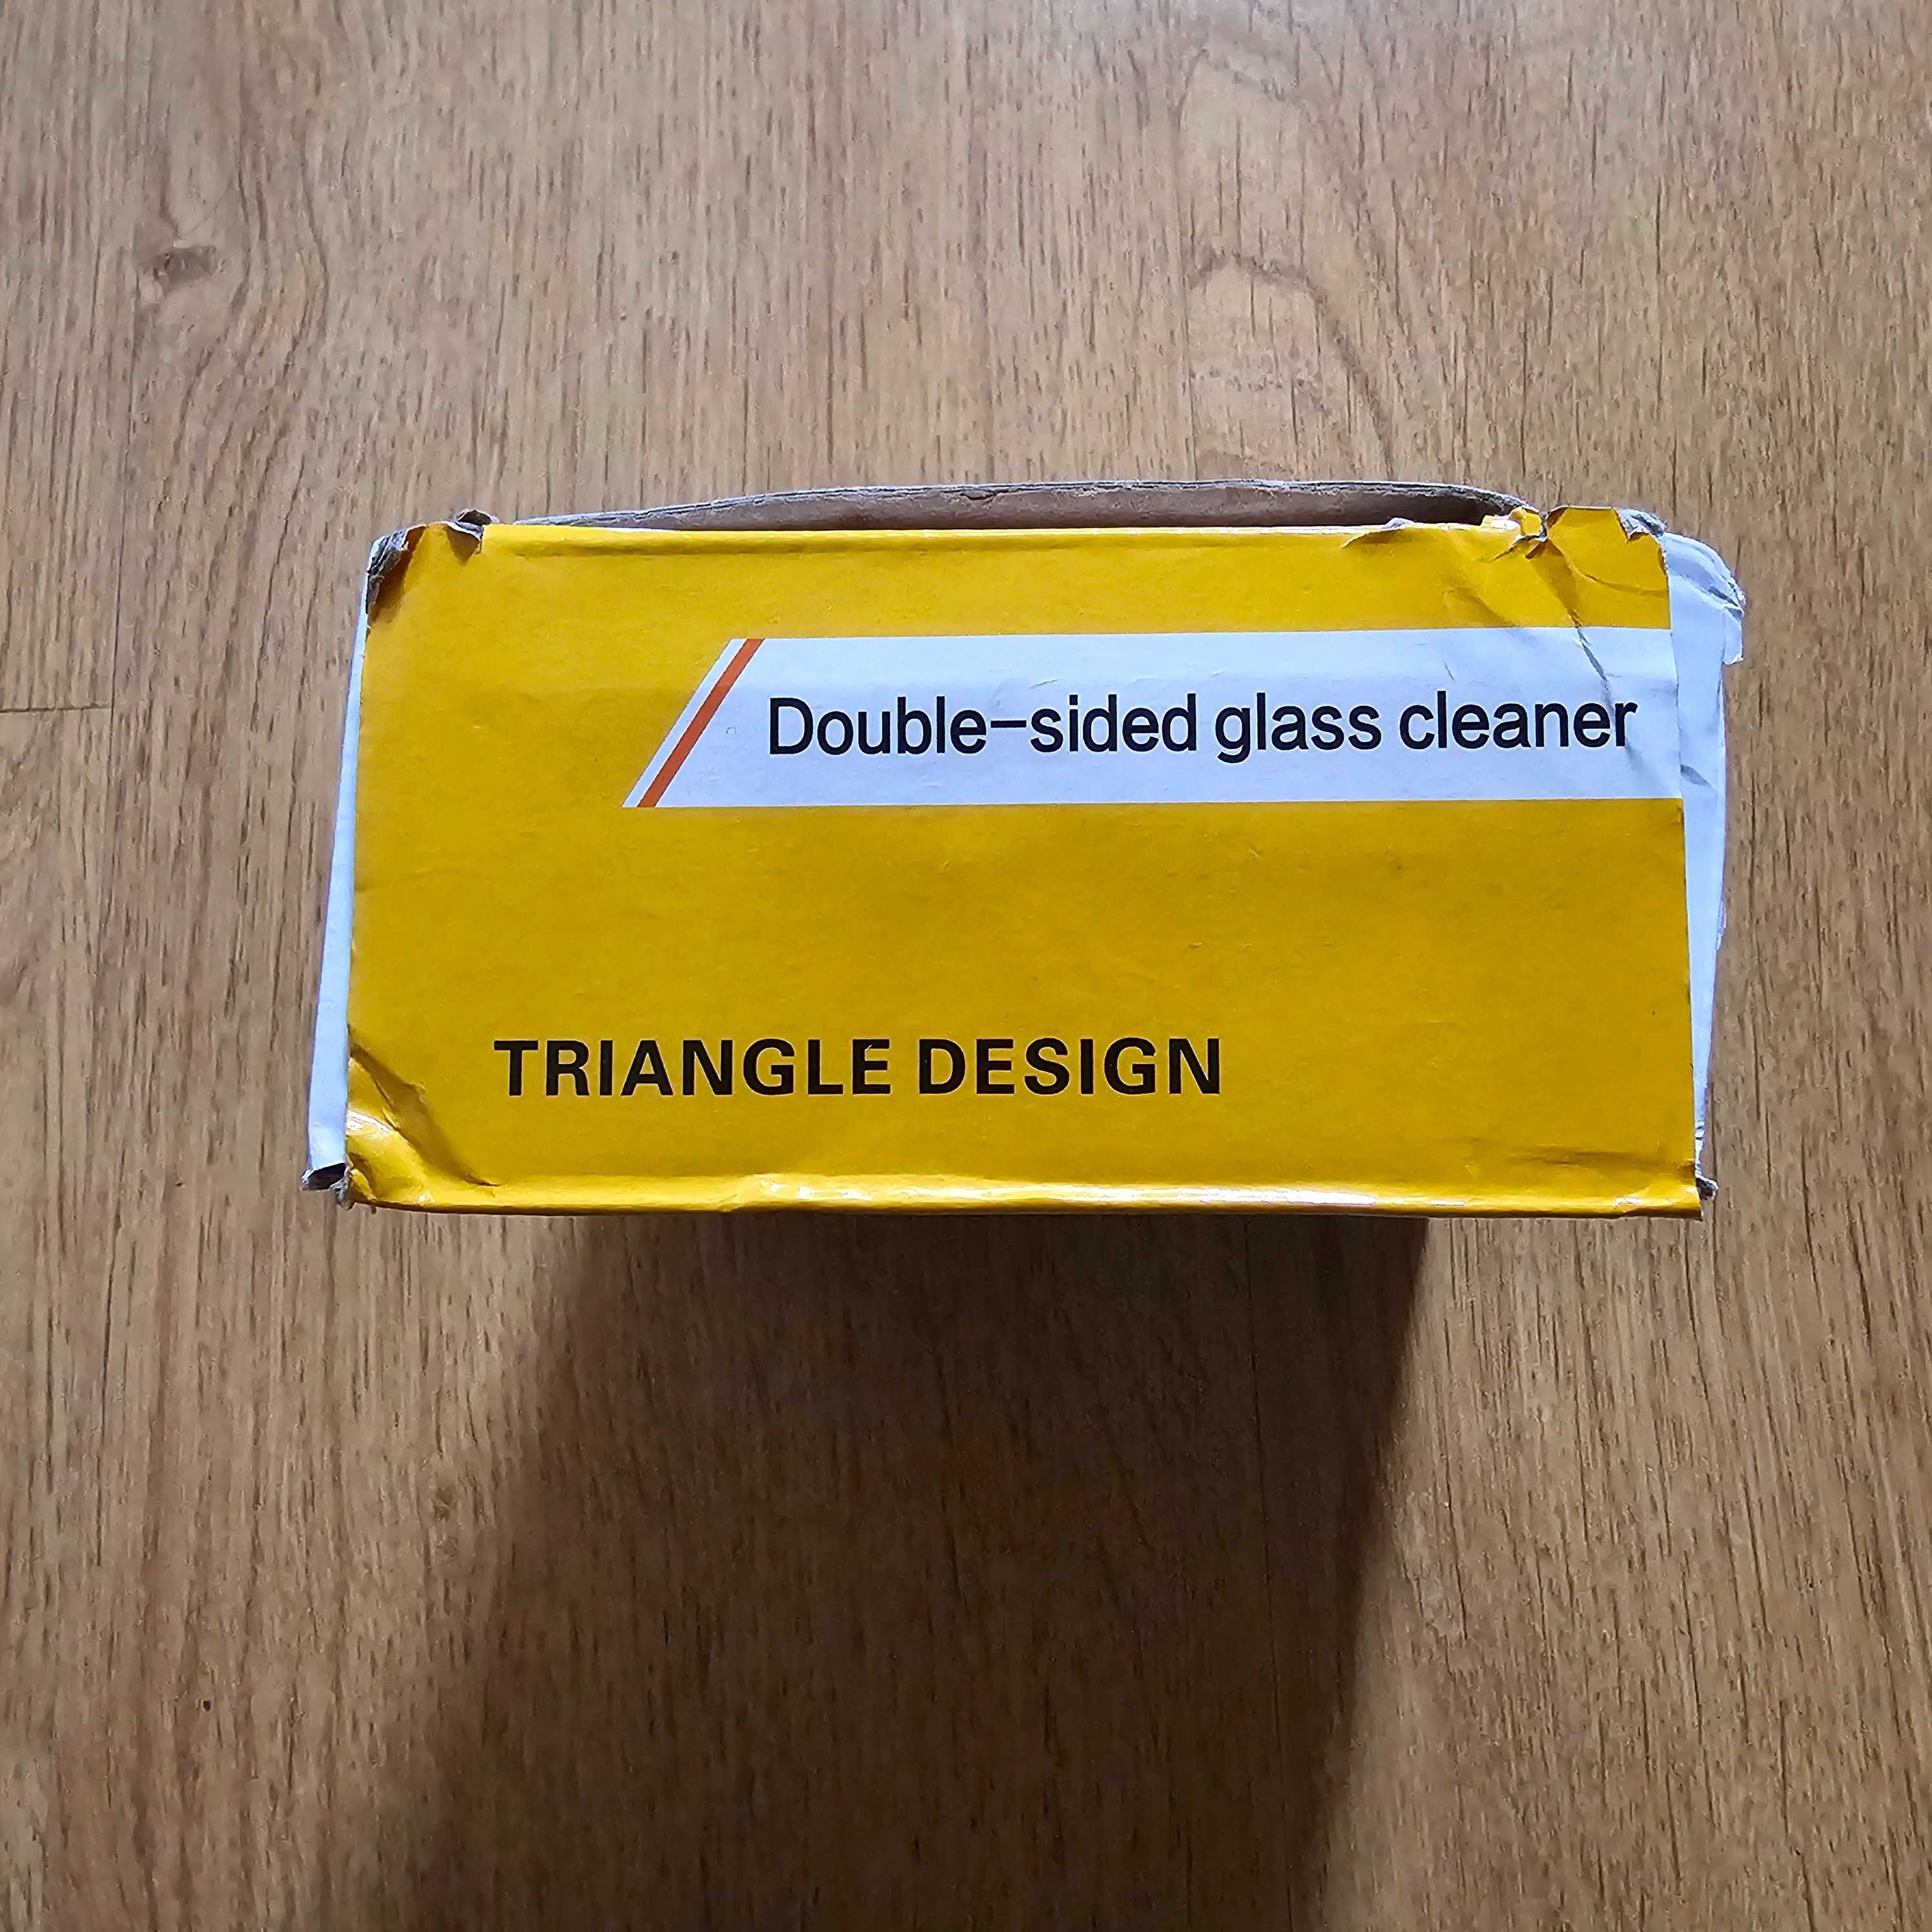 Double-sided glass cleaner
TRIANGLE DESIGN